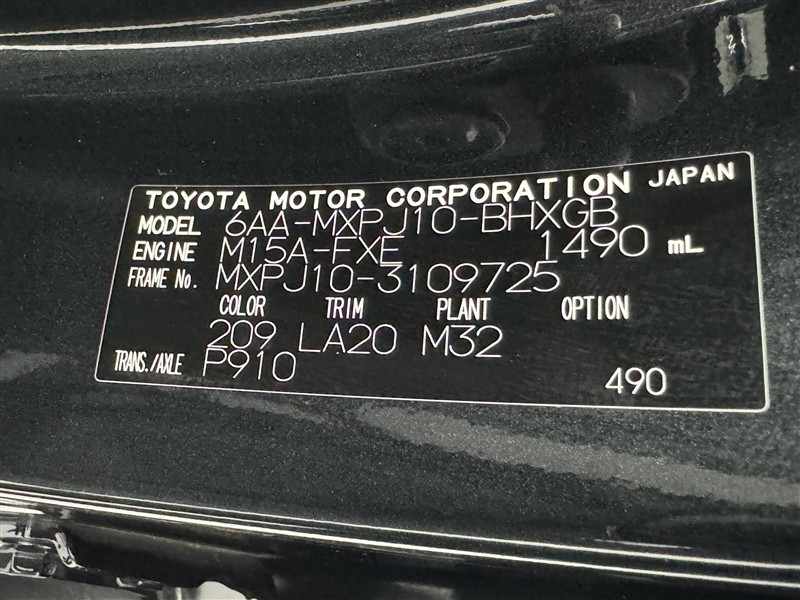 TOYOTA MOTOR CORPORATION JAPAN
MODEL 6AA-MXPJ10-BHXGB
ENGINE M15A-FXE 1490 mL
FRAME No. MXPJ10-3109725
COLOR TRIM PLANT OPTION
209 LA20 M32
TRANS./AXLE P910
490